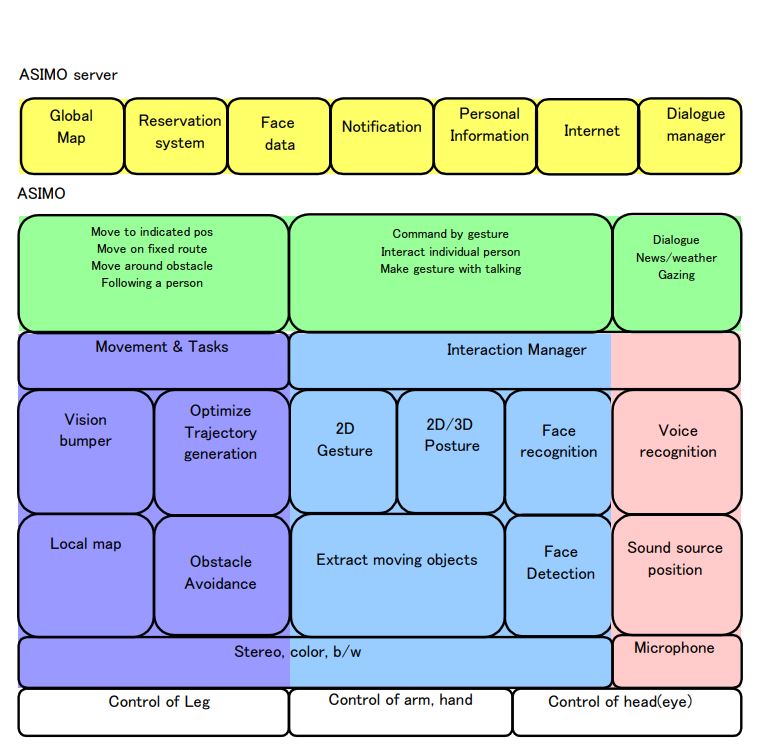 ASIMO server
Global
Map
Reservation
system
Face
data
Notification
Personal
Information
Internet
Dialogue
manager
ASIMO
Move to indicated pos
Move on fixed route
Move around obstacle
Following a person
Command by gesture
Interact individual person
Make gesture with talking
Dialogue
News/weather
Gazing
Movement & Tasks
Interaction Manager
Vision
bumper
Optimize
Trajectory
generation
2D
Gesture
2D/3D
Posture
Face
recognition
Voice
recognition
Local map
Obstacle
Avoidance
Extract moving objects
Face
Detection
Sound source
position
Stereo, color, b/w
Microphone
Control of Leg
Control of arm, hand
Control of head(eye)